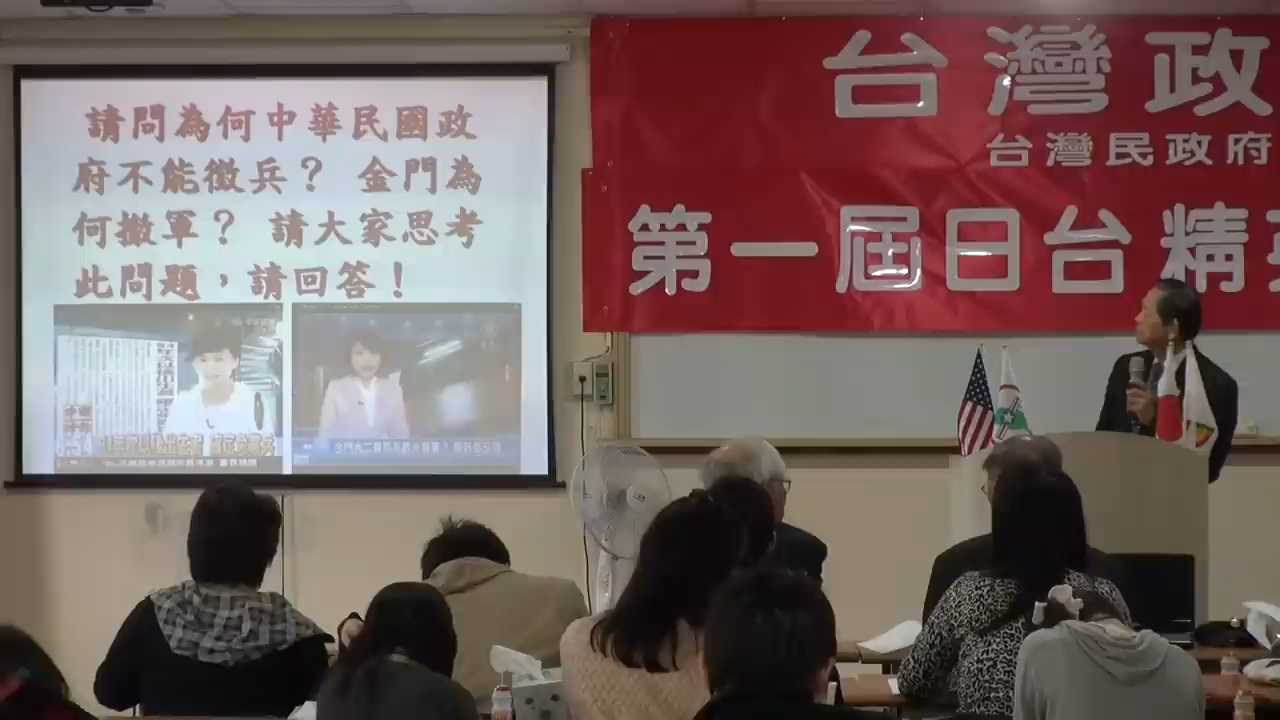 請問為何中華民國政
府不能徵兵？ 金門為
何撤軍？ 請大家思考
此問題，請回答！
台灣政
台灣民政府
第一屆日台精